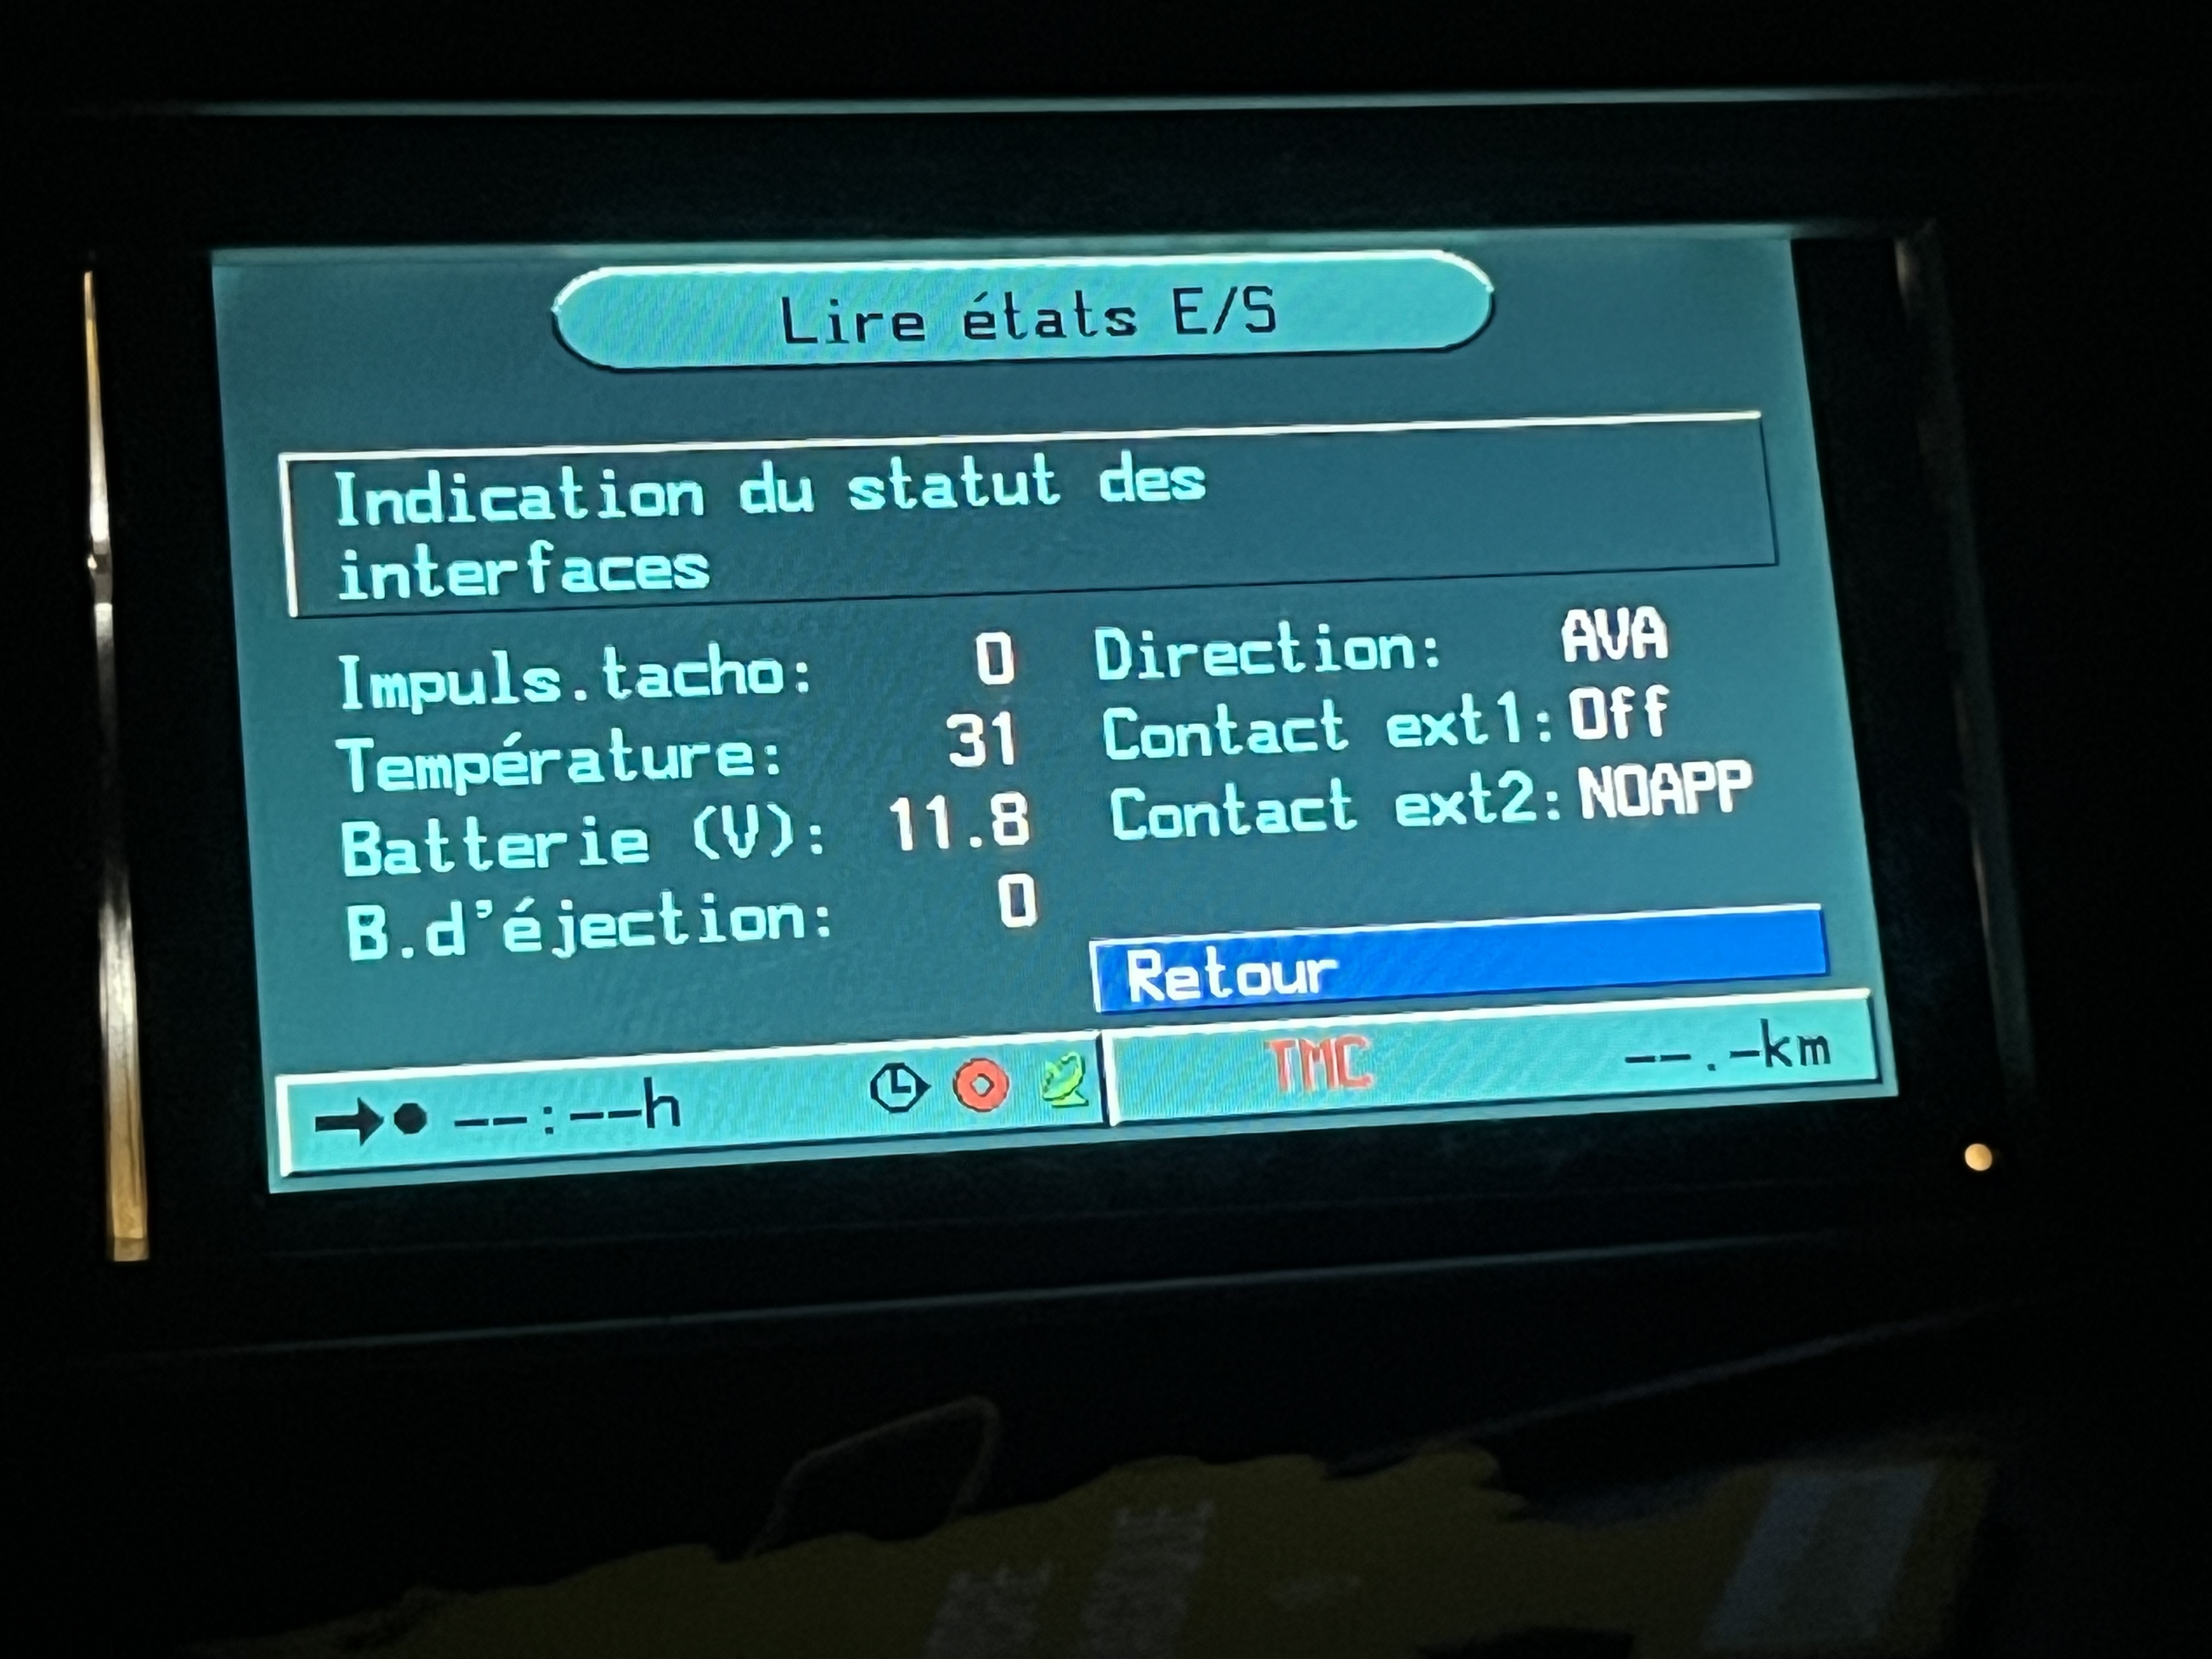 Lire états E/S
Indication du statut des
interfaces
Impuls.tacho: 0
Température: 31
Batterie (V): 11.8
B.d'éjection: 0
Direction: AVA
Contact ext1: Off
Contact ext2: NOAPP
Retour
--:--h
TMC
--.-km